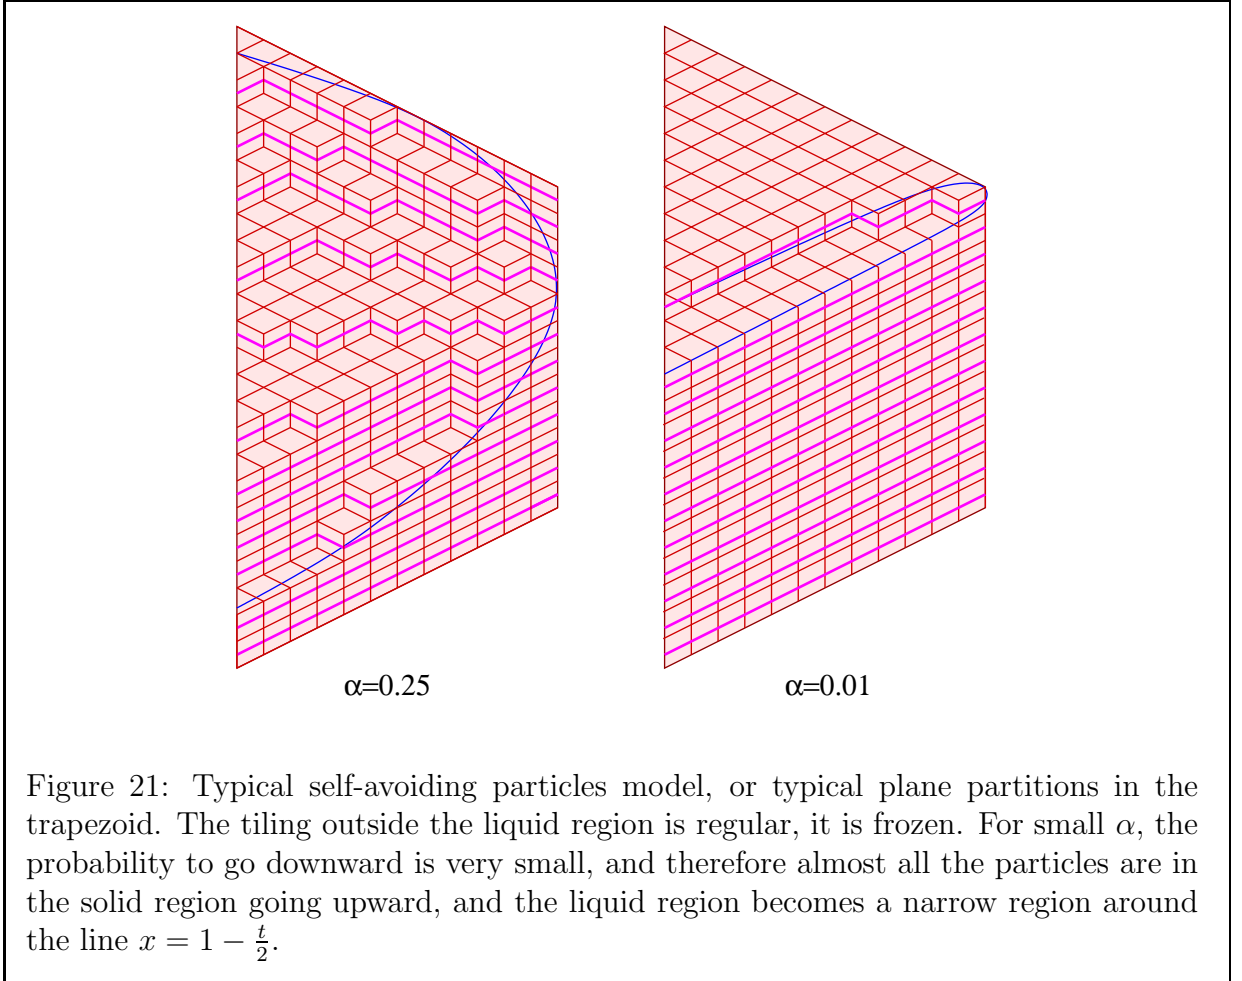 α=0.25
α=0.01
Figure 21: Typical self-avoiding particles model, or typical plane partitions in the
trapezoid. The tiling outside the liquid region is regular, it is frozen. For small α, the
probability to go downward is very small, and therefore almost all the particles are in
the solid region going upward, and the liquid region becomes a narrow region around
the line x = 1 − t/2.